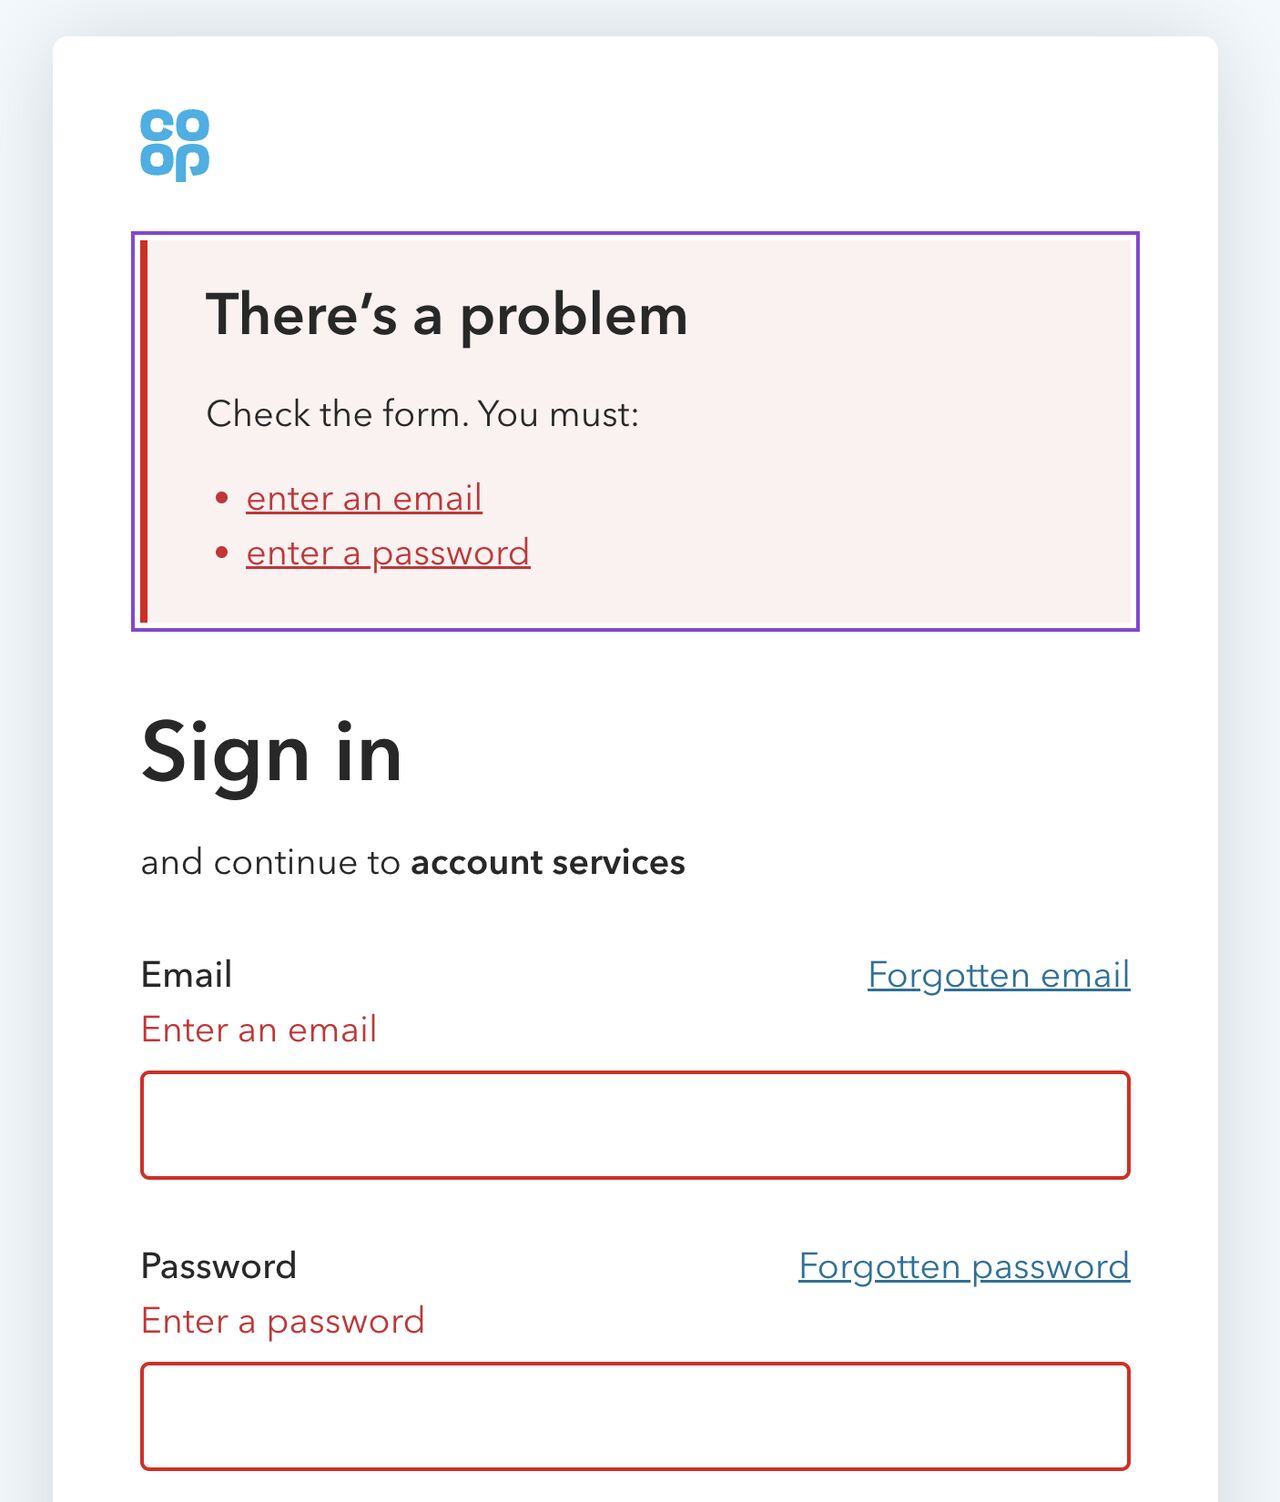 co
op
There’s a problem
Check the form. You must:
• enter an email
• enter a password
Sign in
and continue to account services
Email
Forgotten email
Enter an email
Password
Forgotten password
Enter a password